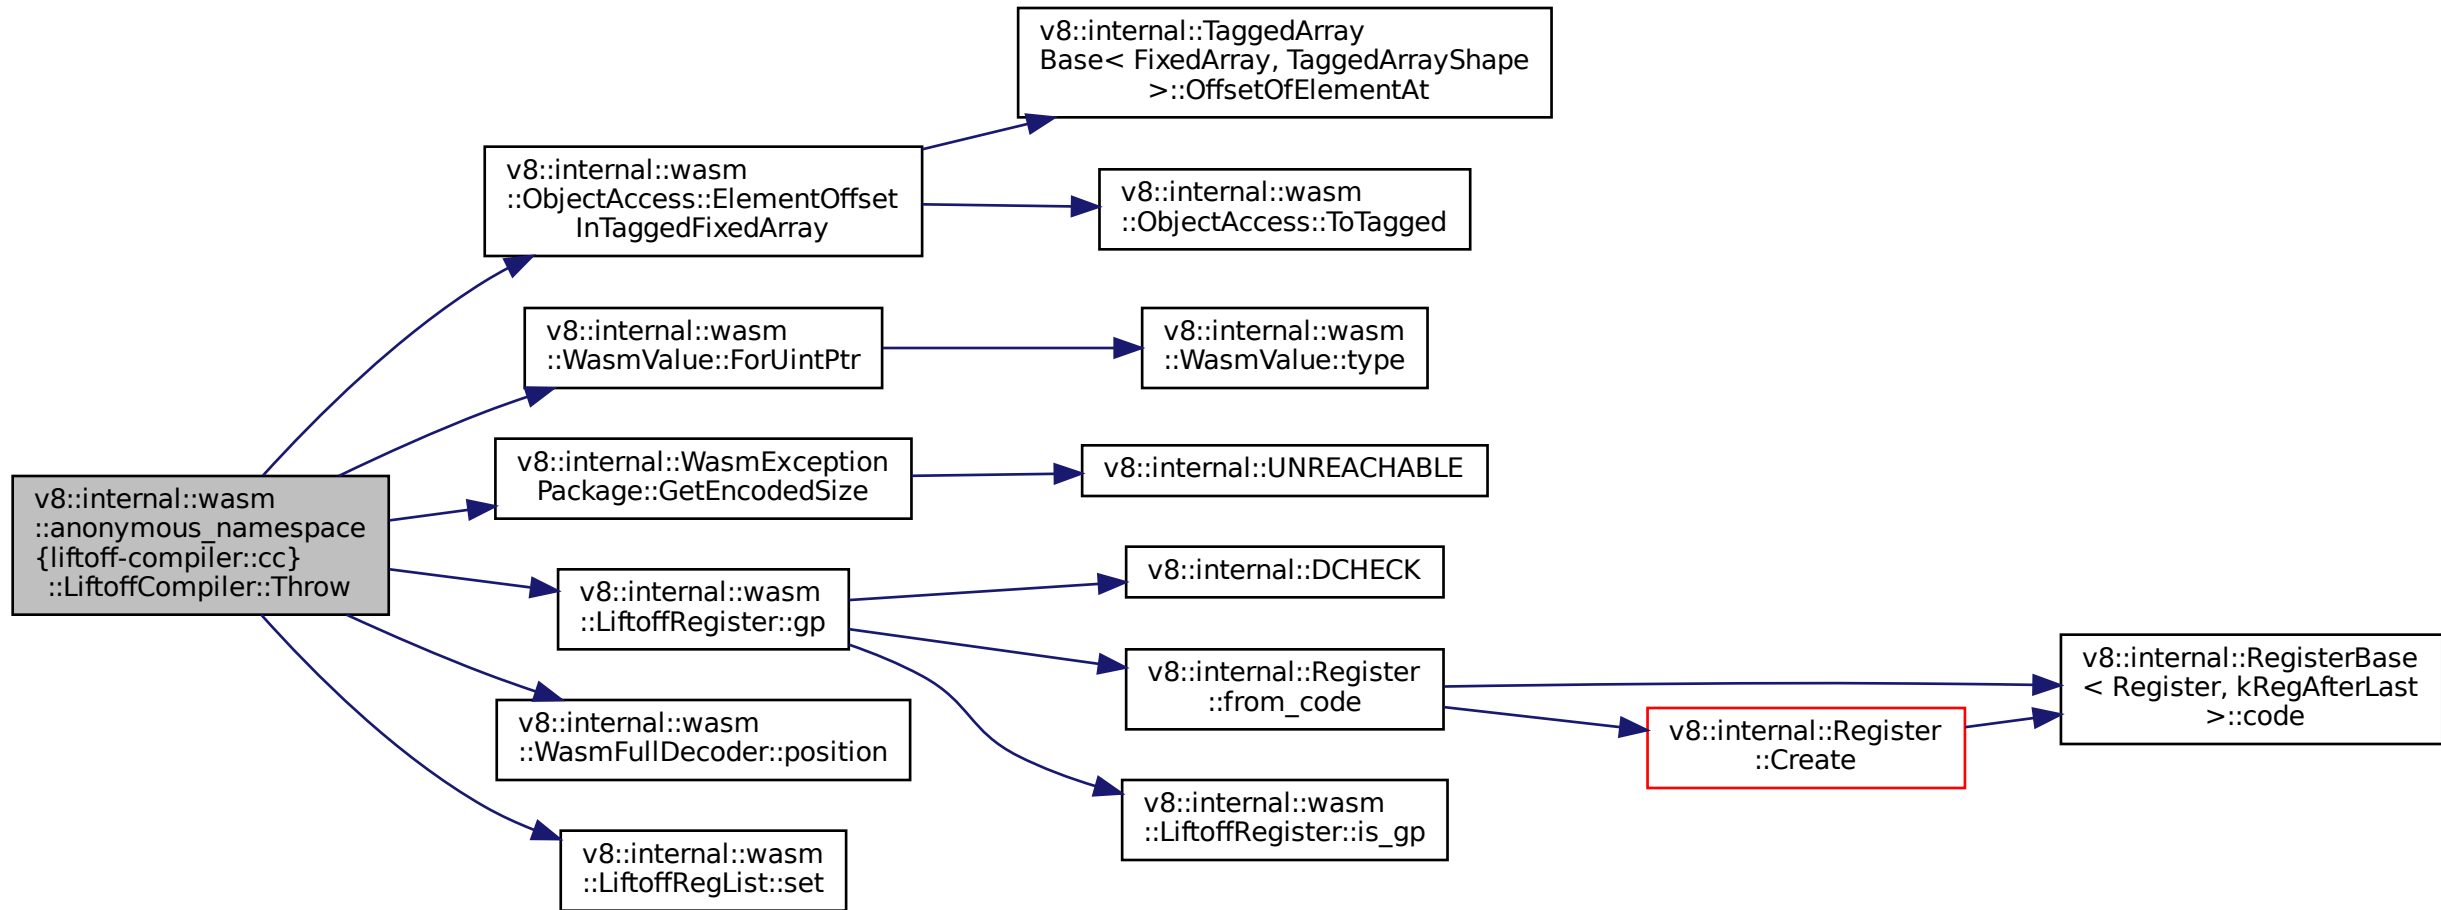 v8::internal::TaggedArray
Base< FixedArray, TaggedArrayShape
>::OffsetOfElementAt
v8::internal::wasm
::ObjectAccess::ElementOffset
InTaggedFixedArray
v8::internal::wasm
::ObjectAccess::ToTagged
v8::internal::wasm
::WasmValue::ForUintPtr
v8::internal::wasm
::WasmValue::type
v8::internal::WasmException
Package::GetEncodedSize
v8::internal::UNREACHABLE
v8::internal::wasm
::anonymous_namespace
{liftoff-compiler::cc}
::LiftoffCompiler::Throw
v8::internal::wasm
::LiftoffRegister::gp
v8::internal::DCHECK
v8::internal::Register
::from_code
v8::internal::RegisterBase
< Register, kRegAfterLast
>::code
v8::internal::Register
::Create
v8::internal::wasm
::WasmFullDecoder::position
v8::internal::wasm
::LiftoffRegister::is_gp
v8::internal::wasm
::LiftoffRegList::set